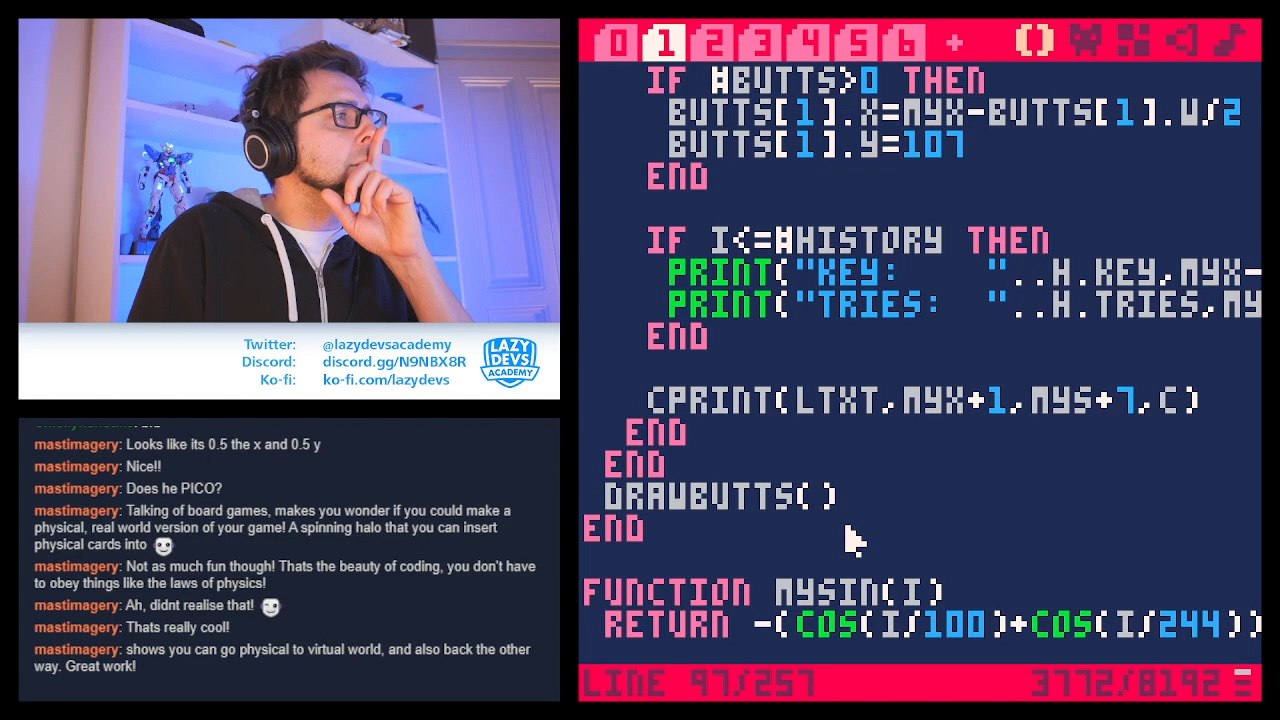 Twitter: @lazydevsacademy
Discord: discord.gg/N9NBX8R
Ko-fi: ko-fi.com/lazydevs
LAZY
DEVS
ACADEMY
mastimagery: Looks like its 0.5 the x and 0.5 y
mastimagery: Nice!!
mastimagery: Does he PICO?
mastimagery: Talking of board games, makes you wonder if you could make a
physical, real world version of your game! A spinning halo that you can insert
physical cards into
mastimagery: Not as much fun though! Thats the beauty of coding, you don't have
to obey things like the laws of physics!
mastimagery: Ah, didnt realise that!
mastimagery: Thats really cool!
mastimagery: shows you can go physical to virtual world, and also back the other
way. Great work!
0 1 2 3 4 5 6 +
IF #BUTTS>0 THEN
BUTTS[1].X=MYX-BUTTS[1].W/2
BUTTS[1].Y=107
END
IF I<=#HISTORY THEN
PRINT("KEY:    "..H.KEY,MYX-
PRINT("TRIES:  "..H.TRIES,MY
END
CPRINT(LTXT,MYX+1,MYS+7,C)
END
END
DRAWBUTTS()
END
FUNCTION MYSIN(I)
RETURN -(COS(I/100)+COS(I/244))
LINE 97/257 3772/8192